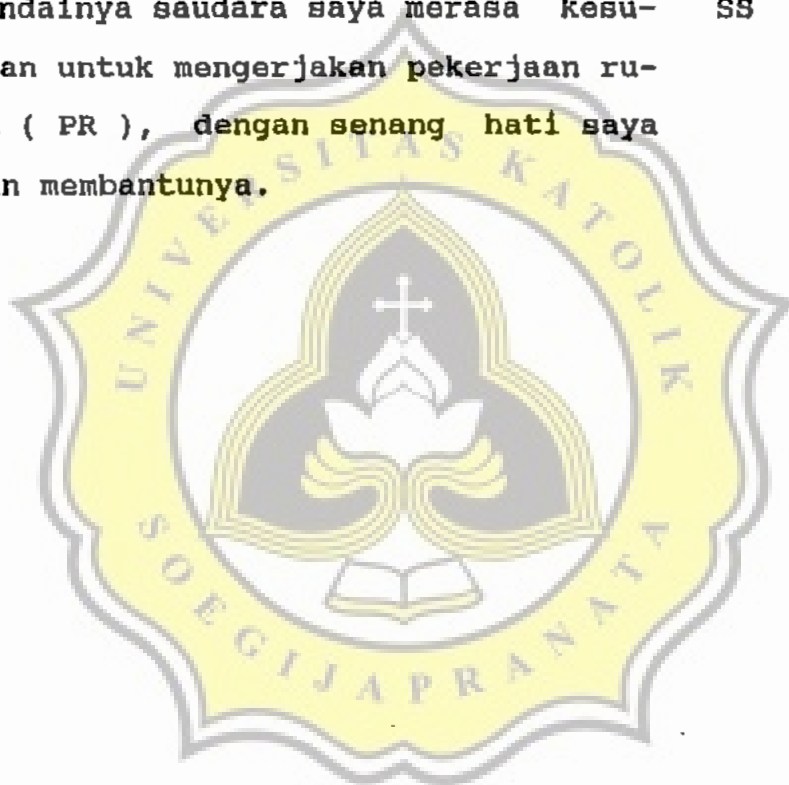 ndainya saudara saya merasa kesu- SS
an untuk mengerjakan pekerjaan ru-
( PR ), dengan senang hati saya
n membantunya.
UNIVERSITAS KATOLIK
SOEGIJAPRANATA